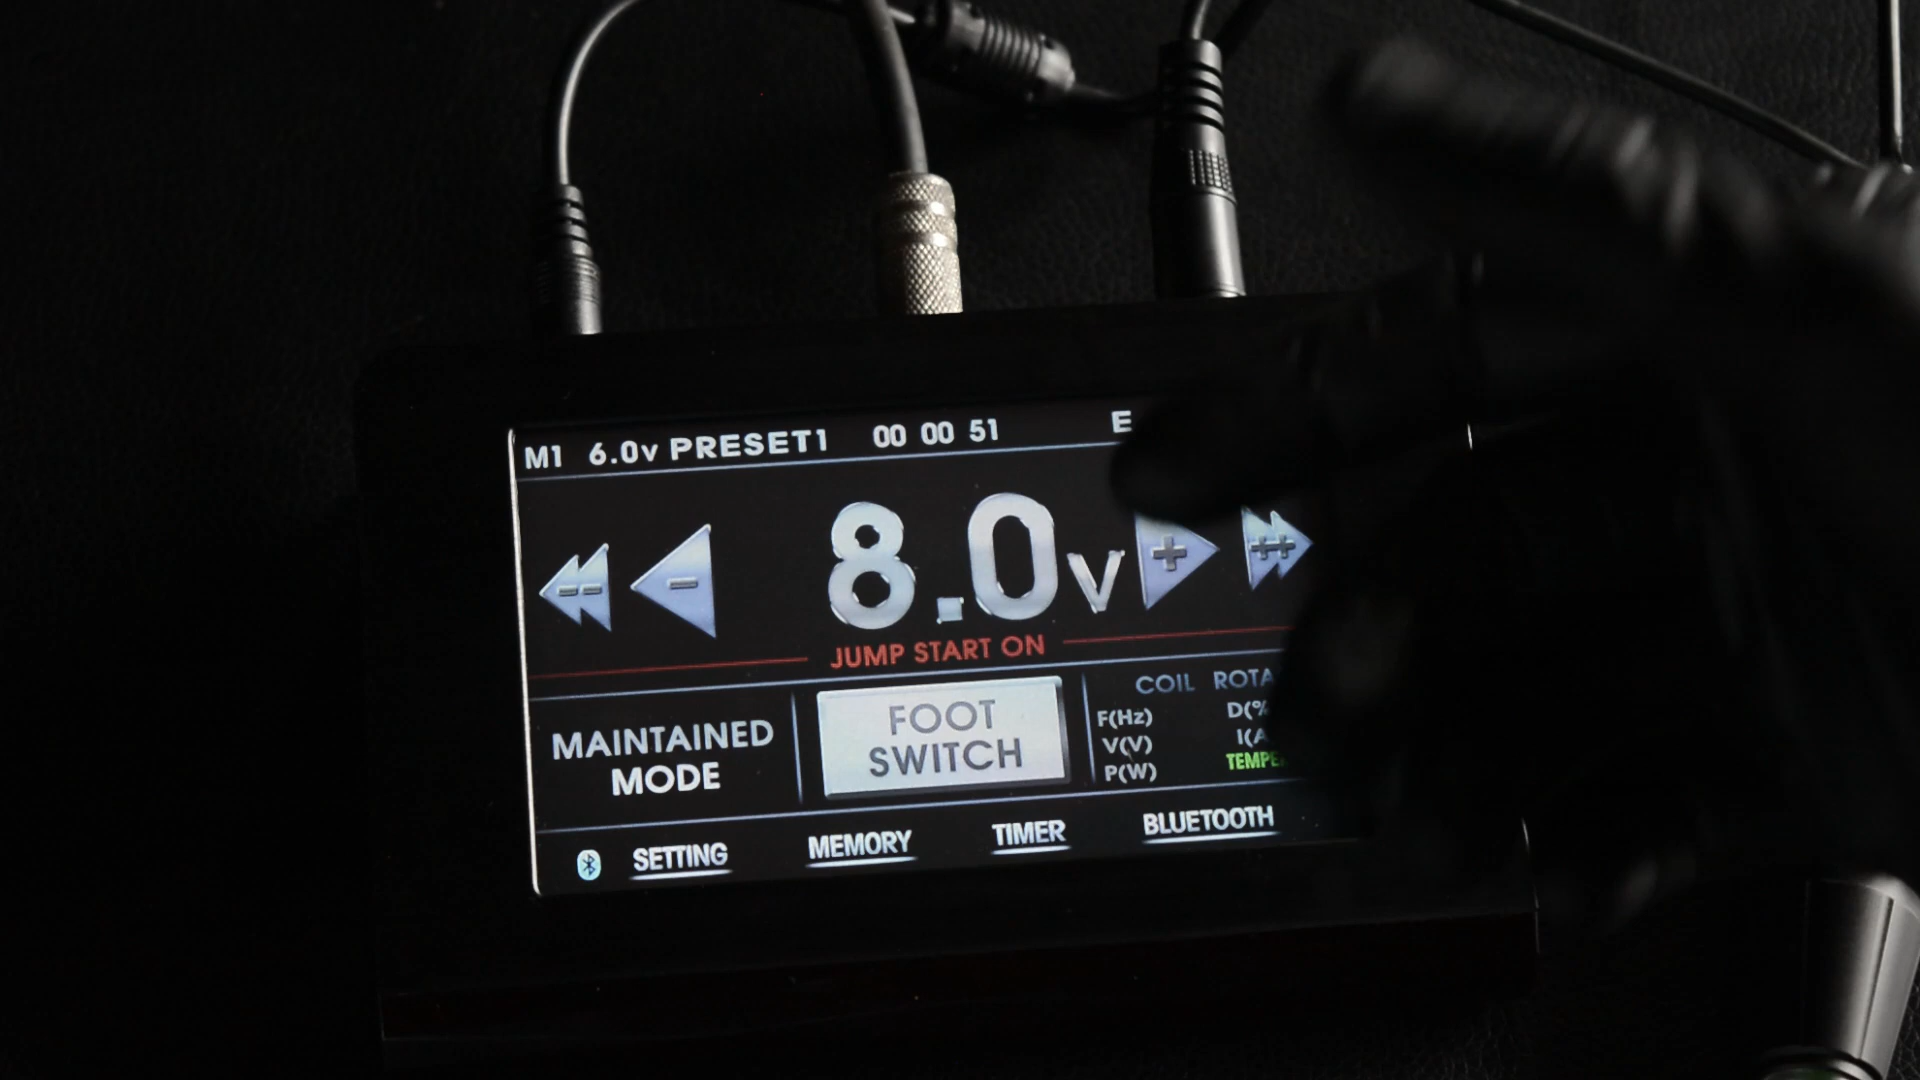 M1 6.0v PRESET1 00 00 51 E
-- - 8.0v + ++
JUMP START ON
MAINTAINED
MODE
FOOT
SWITCH
COIL
F(Hz) D(%
V(V) I(A
P(W)
SETTING MEMORY TIMER BLUETOOTH